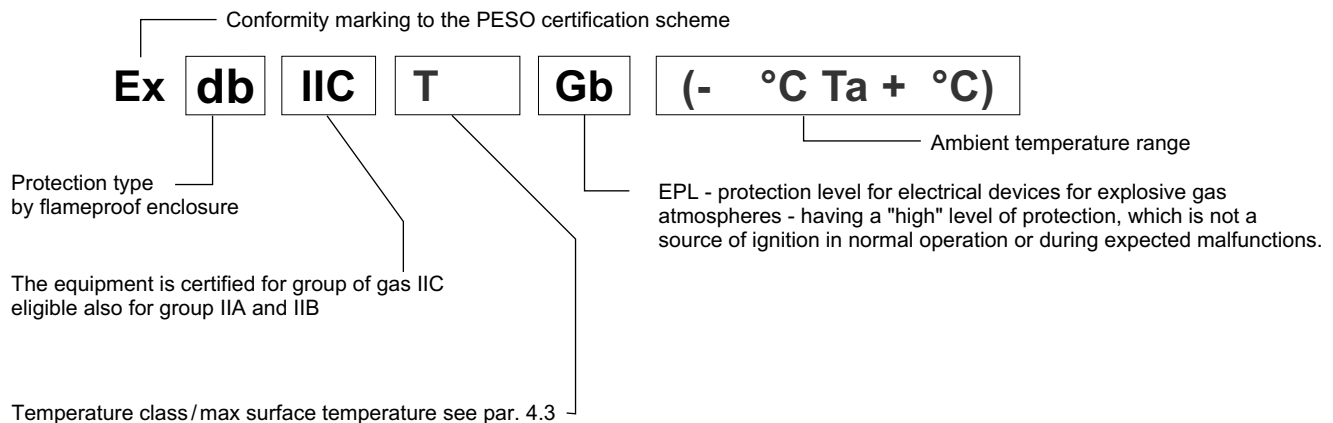 Conformity marking to the PESO certification scheme
Ex db IIC T Gb (- °C Ta + °C)
Ambient temperature range
Protection type
by flameproof enclosure
EPL - protection level for electrical devices for explosive gas
atmospheres - having a "high" level of protection, which is not a
source of ignition in normal operation or during expected malfunctions.
The equipment is certified for group of gas IIC
eligible also for group IIA and IIB
Temperature class/max surface temperature see par. 4.3